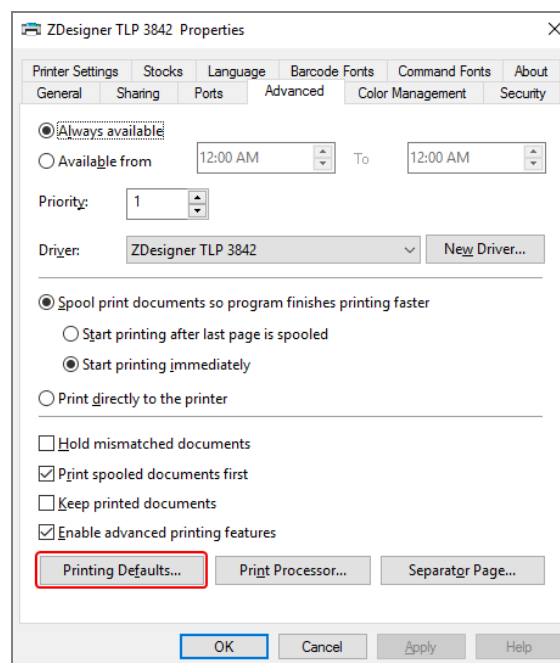 ZDesigner TLP 3842 Properties
Printer Settings Stocks Language Barcode Fonts Command Fonts About
General Sharing Ports Advanced Color Management Security
Always available
Available from 12:00 AM To 12:00 AM
Priority: 1
Driver: ZDesigner TLP 3842 New Driver...
Spool print documents so program finishes printing faster
Start printing after last page is spooled
Start printing immediately
Print directly to the printer
Hold mismatched documents
Print spooled documents first
Keep printed documents
Enable advanced printing features
Printing Defaults... Print Processor... Separator Page...
OK Cancel Apply Help